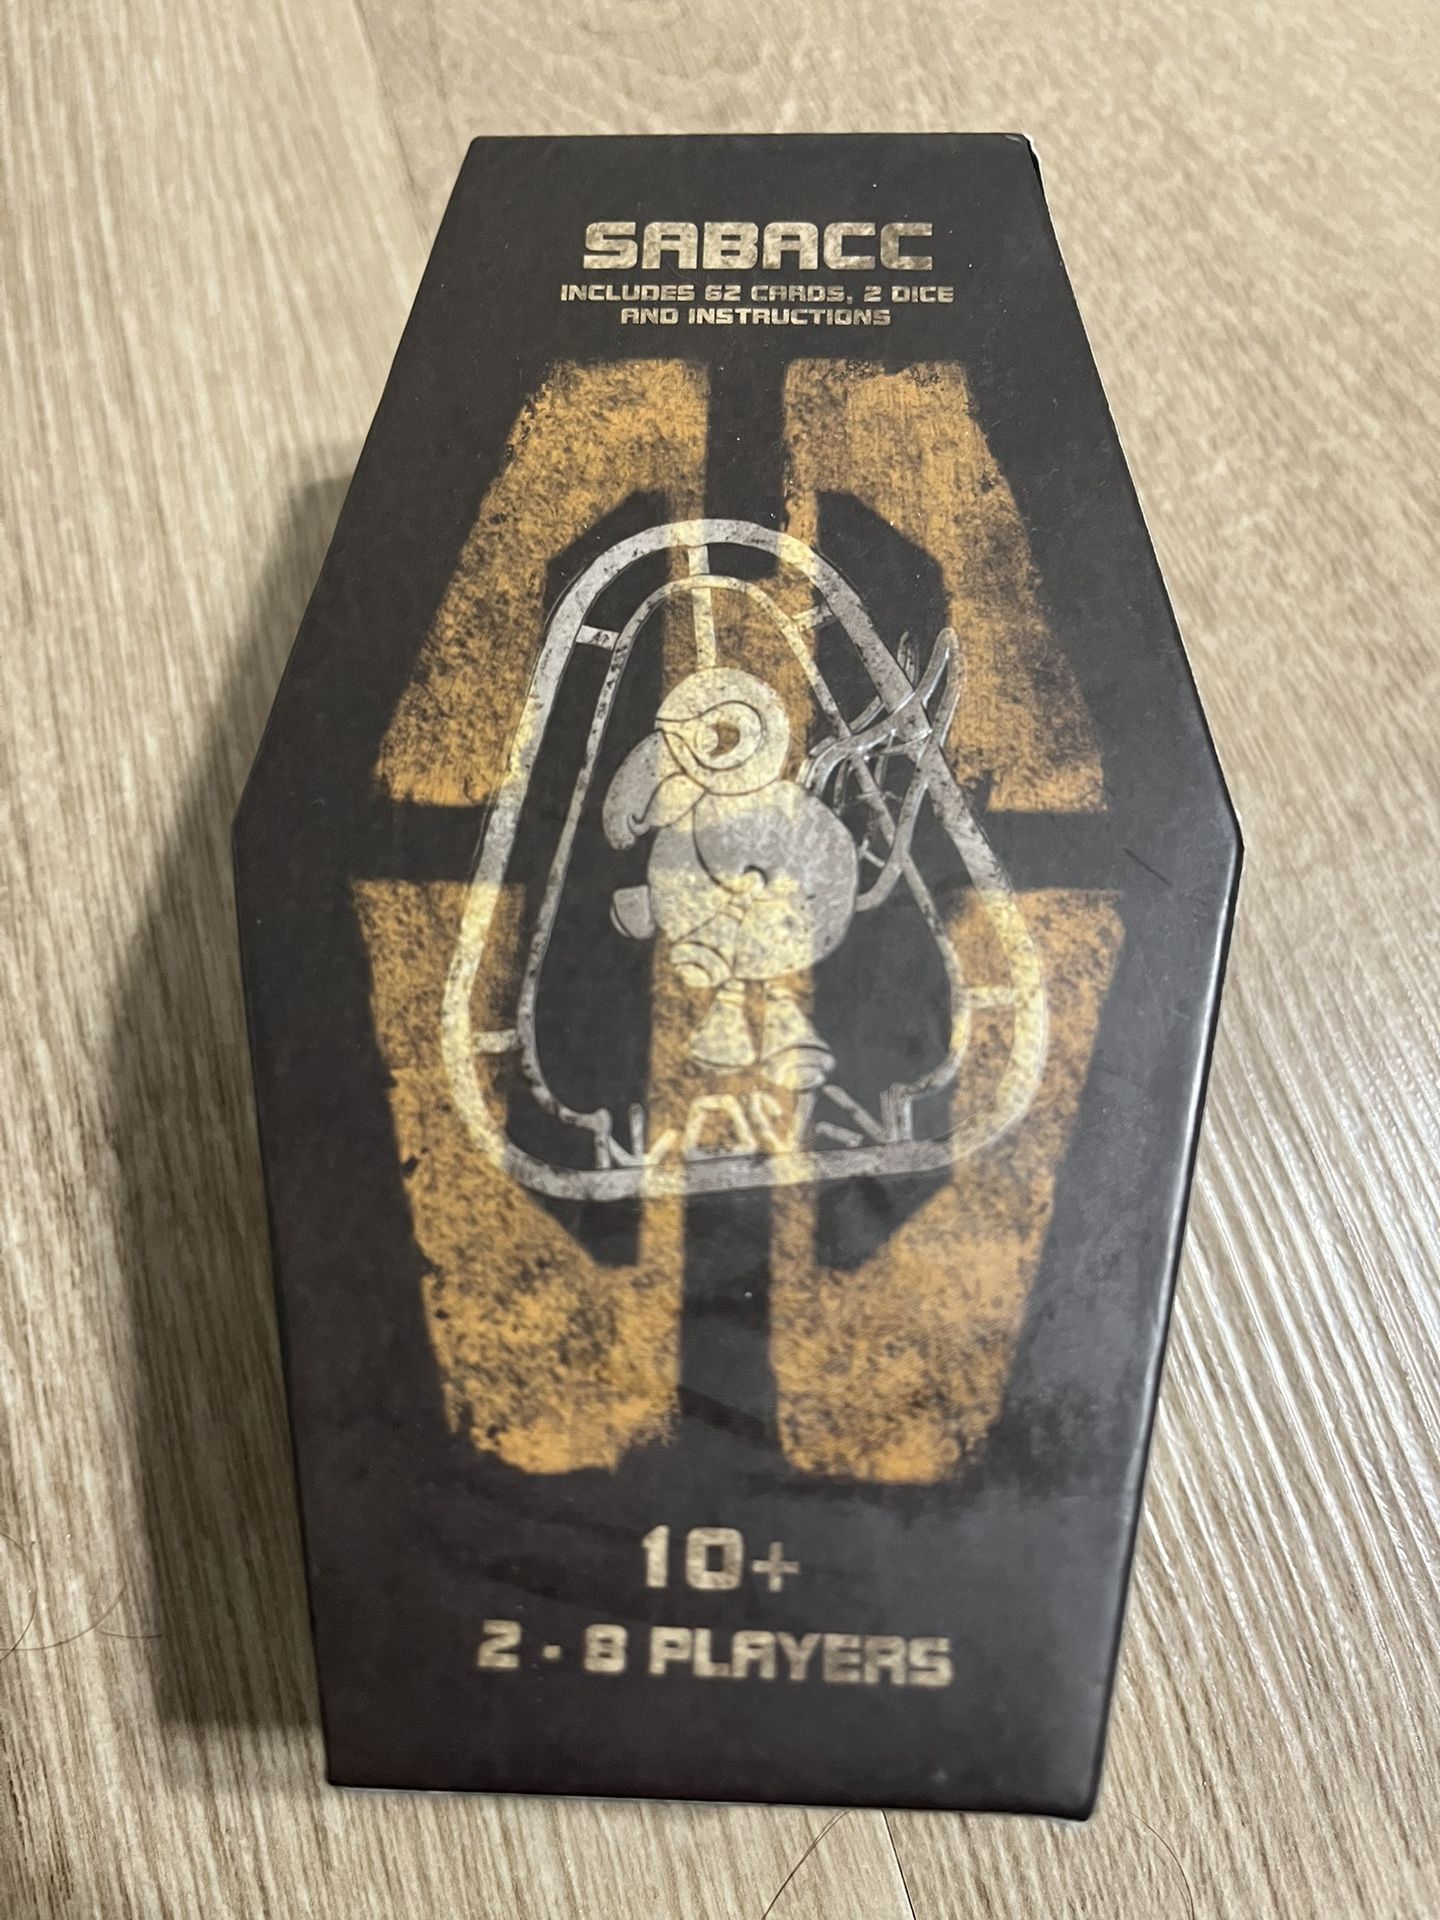 SABACC
INCLUDES 62 CARDS, 2 DICE
AND INSTRUCTIONS
10+
2 - 8 PLAYERS